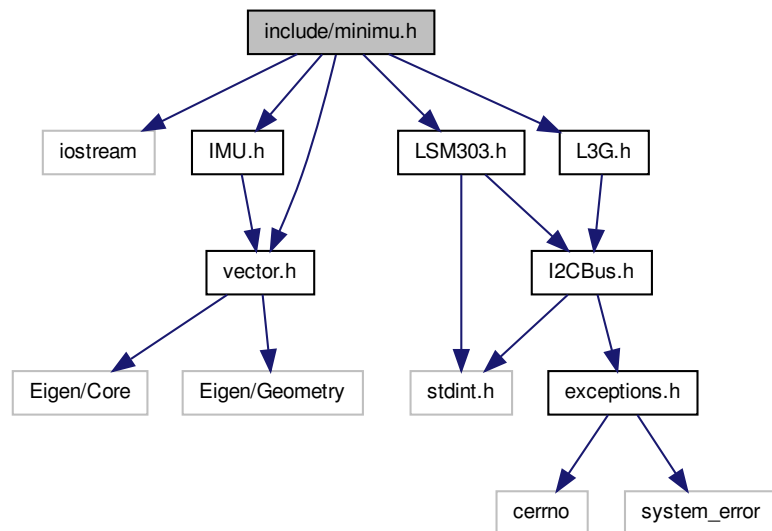 include/minimu.h
iostream
IMU.h
LSM303.h
L3G.h
vector.h
I2CBus.h
Eigen/Core
Eigen/Geometry
stdint.h
exceptions.h
cerrno
system_error